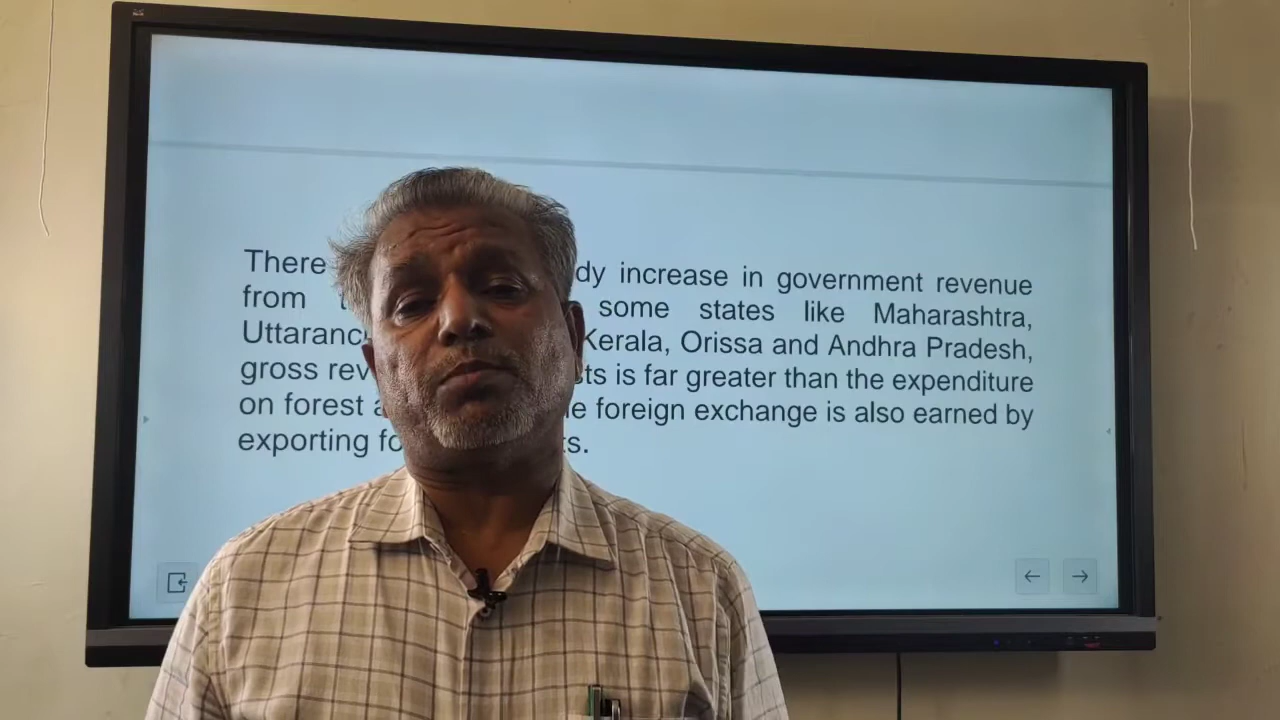 There dy increase in government revenue
from some states like Maharashtra,
Uttaranc Kerala, Orissa and Andhra Pradesh,
gross rev ts is far greater than the expenditure
on forest a e foreign exchange is also earned by
exporting fo ts.